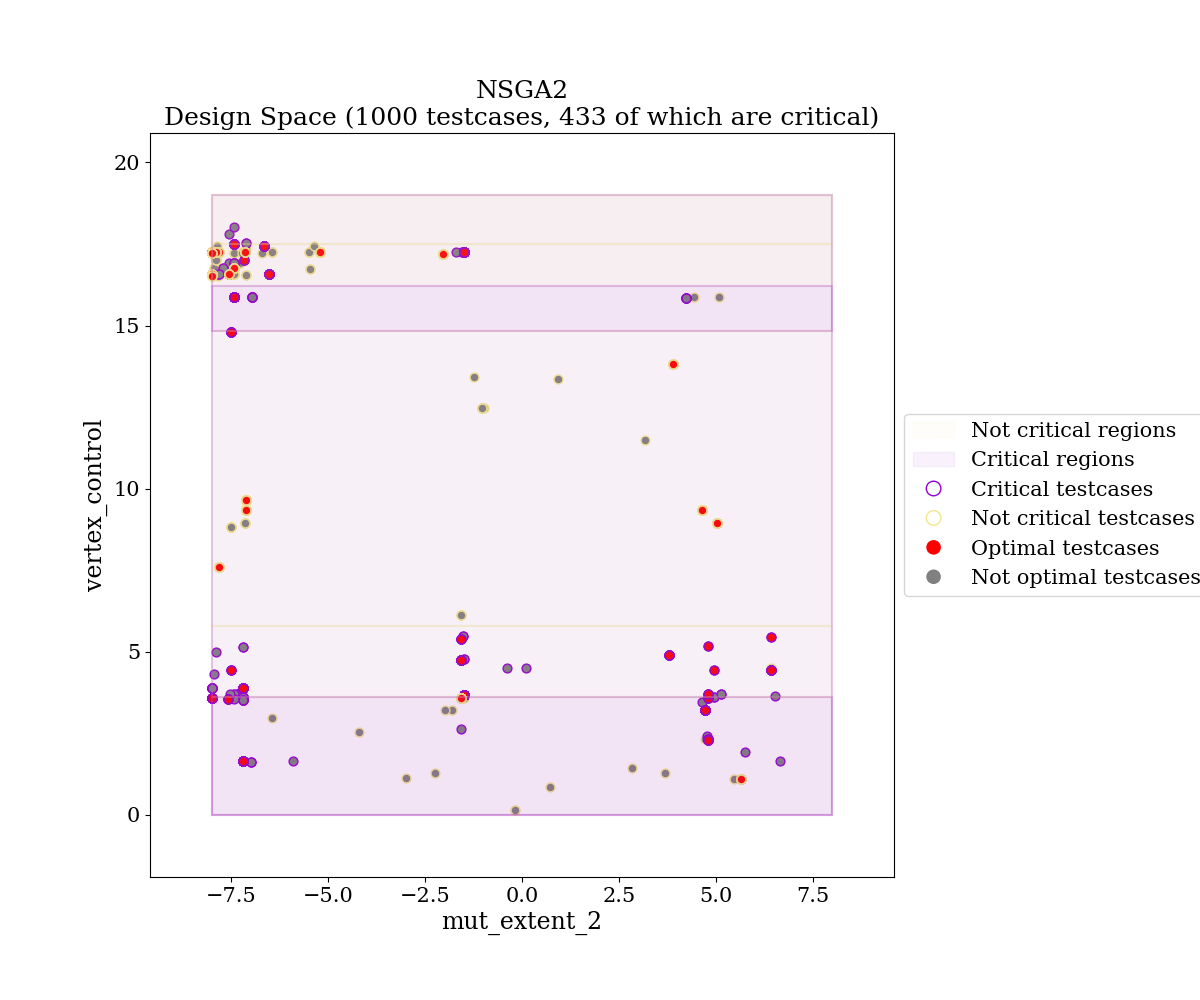 NSGA2
Design Space (1000 testcases, 433 of which are critical)
20
15
10
5
0
vertex_control
−7.5
−5.0
−2.5
0.0
2.5
5.0
7.5
mut_extent_2
Not critical regions
Critical regions
Critical testcases
Not critical testcases
Optimal testcases
Not optimal testcases